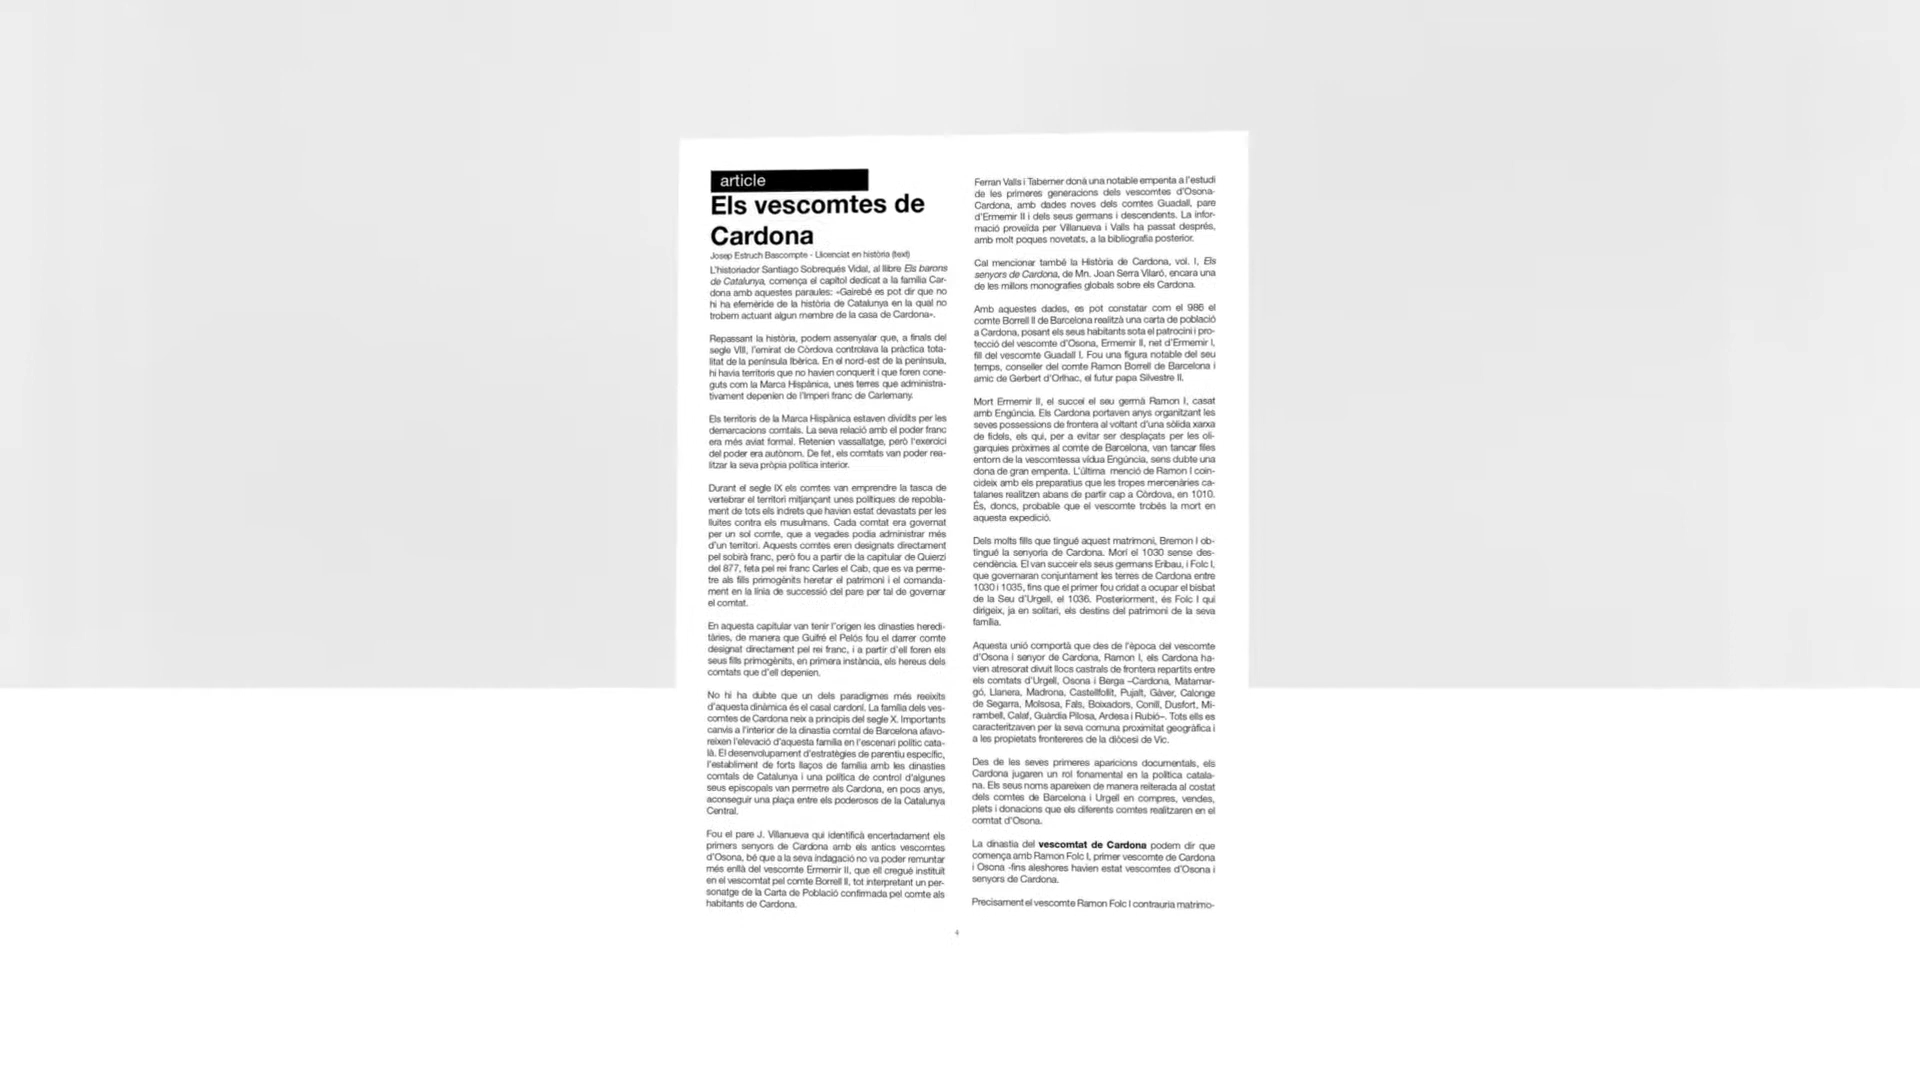 article
Els vescomtes de
Cardona
Josep Estruch Bascompte - Llicenciat en història (text)
L'historiador Santiago Sobrequés Vidal, al llibre Els barons
de Catalunya, comença el capítol dedicat a la família Car-
dona amb aquestes paraules: «Gairebé es pot dir que no
hi ha efemèride de la història de Catalunya en la qual no
trobem actuant algun membre de la casa de Cardona».
Repassant la història, podem assenyalar que, a finals del
segle VIII, l'emirat de Còrdova controlava la pràctica tota-
litat de la península Ibèrica. En el nord-est de la península,
hi havia territoris que no havien conquerit i que foren cone-
guts com la Marca Hispànica, unes terres que administra-
tivament depenien de l'Imperi franc de Carlemany.
Els territoris de la Marca Hispànica estaven dividits per les
demarcacions comtals. La seva relació amb el poder franc
era més aviat formal. Retenien vassallatge, però l'exercici
del poder era autònom. De fet, els comtats van poder rea-
litzar la seva pròpia política interior.
Durant el segle IX els comtes van emprendre la tasca de
vertebrar el territori mitjançant unes polítiques de repobla-
ment de tots els indrets que havien estat devastats per les
lluites contra els musulmans. Cada comtat era governat
per un sol comte, que a vegades podia administrar més
d'un territori. Aquests comtes eren designats directament
pel sobirà franc, però fou a partir de la capitular de Quierzi
del 877, feta pel rei franc Carles el Cab, que es va perme-
tre als fills primogènits heretar el patrimoni i el comanda-
ment en la línia de successió del pare per tal de governar
el comtat.
En aquesta capitular van tenir l'origen les dinasties heredi-
tàries, de manera que Guifré el Pelós fou el darrer comte
designat directament pel rei franc, i a partir d'ell foren els
seus fills primogènits, en primera instància, els hereus dels
comtats que d'ell depenien.
No hi ha dubte que un dels paradigmes més reeixits
d'aquesta dinàmica és el casal cardoní. La família dels ves-
comtes de Cardona neix a principis del segle X. Importants
canvis a l'interior de la dinastia comtal de Barcelona afavo-
reixen l'elevació d'aquesta família en l'escenari polític cata-
là. El desenvolupament d'estratègies de parentiu específic,
l'establiment de forts llaços de família amb les dinasties
comtals de Catalunya i una política de control d'algunes
seus episcopals van permetre als Cardona, en pocs anys,
aconseguir una plaça entre els poderosos de la Catalunya
Central.
Fou el pare J. Villanueva qui identificà encertadament els
primers senyors de Cardona amb els antics vescomtes
d'Osona, bé que a la seva indagació no va poder remuntar
més enllà del vescomte Ermemir II, que ell cregué instituït
en el vescomtat pel comte Borrell II, tot interpretant un per-
sonatge de la Carta de Població confirmada pel comte als
habitants de Cardona.
Ferran Valls i Taberner donà una notable empenta a l'estudi
de les primeres generacions dels vescomtes d'Osona-
Cardona, amb dades noves dels comtes Guadall, pare
d'Ermemir II i dels seus germans i descendents. La infor-
mació proveïda per Villanueva i Valls ha passat després,
amb molt poques novetats, a la bibliografia posterior.
Cal mencionar també la Història de Cardona, vol. I, Els
senyors de Cardona, de Mn. Joan Serra Vilaró, encara una
de les millors monografies globals sobre els Cardona.
Amb aquestes dades, es pot constatar com el 986 el
comte Borrell II de Barcelona realitzà una carta de població
a Cardona, posant els seus habitants sota el patrocini i pro-
tecció del vescomte d'Osona, Ermemir II, net d'Ermemir I,
fill del vescomte Guadall I. Fou una figura notable del seu
temps, conseller del comte Ramon Borrell de Barcelona i
amic de Gerbert d'Orlhac, el futur papa Silvestre II.
Mort Ermemir II, el succeí el seu germà Ramon I, casat
amb Engúncia. Els Cardona portaven anys organitzant les
seves possessions de frontera al voltant d'una sòlida xarxa
de fidels, els qui, per a evitar ser desplaçats per les oli-
garquies pròximes al comte de Barcelona, van tancar files
entorn de la vescomtessa vídua Engúncia, sens dubte una
dona de gran empenta. L'última menció de Ramon I coin-
cideix amb els preparatius que les tropes mercenàries ca-
talanes realitzen abans de partir cap a Còrdova, en 1010.
És, doncs, probable que el vescomte trobés la mort en
aquesta expedició.
Dels molts fills que tingué aquest matrimoni, Bremon I ob-
tingué la senyoria de Cardona. Morí el 1030 sense des-
cendència. El van succeir els seus germans Eribau, i Folc I,
que governaran conjuntament les terres de Cardona entre
1030 i 1035, fins que el primer fou cridat a ocupar el bisbat
de la Seu d'Urgell, el 1036. Posteriorment, és Folc I qui
dirigeix, ja en solitari, els destins del patrimoni de la seva
família.
Aquesta unió comportà que des de l'època del vescomte
d'Osona i senyor de Cardona, Ramon I, els Cardona ha-
vien atresorat divuit llocs castrals de frontera repartits entre
els comtats d'Urgell, Osona i Berga –Cardona, Matamar-
gó, Llanera, Madrona, Castellfollit, Pujalt, Gàver, Calonge
de Segarra, Molsosa, Fals, Boixadors, Conill, Dusfort, Mi-
rambell, Calaf, Guàrdia Pilosa, Ardesa i Rubió–. Tots ells es
caracteritzaven per la seva comuna proximitat geogràfica i
a les propietats frontereres de la diòcesi de Vic.
Des de les seves primeres aparicions documentals, els
Cardona jugaren un rol fonamental en la política catala-
na. Els seus noms apareixen de manera reiterada al costat
dels comtes de Barcelona i Urgell en compres, vendes,
plets i donacions que els diferents comtes realitzaren en el
comtat d'Osona.
La dinastia del vescomtat de Cardona podem dir que
comença amb Ramon Folc I, primer vescomte de Cardona
i Osona -fins aleshores havien estat vescomtes d'Osona i
senyors de Cardona.
Precisament el vescomte Ramon Folc I contrauria matrimo-
4